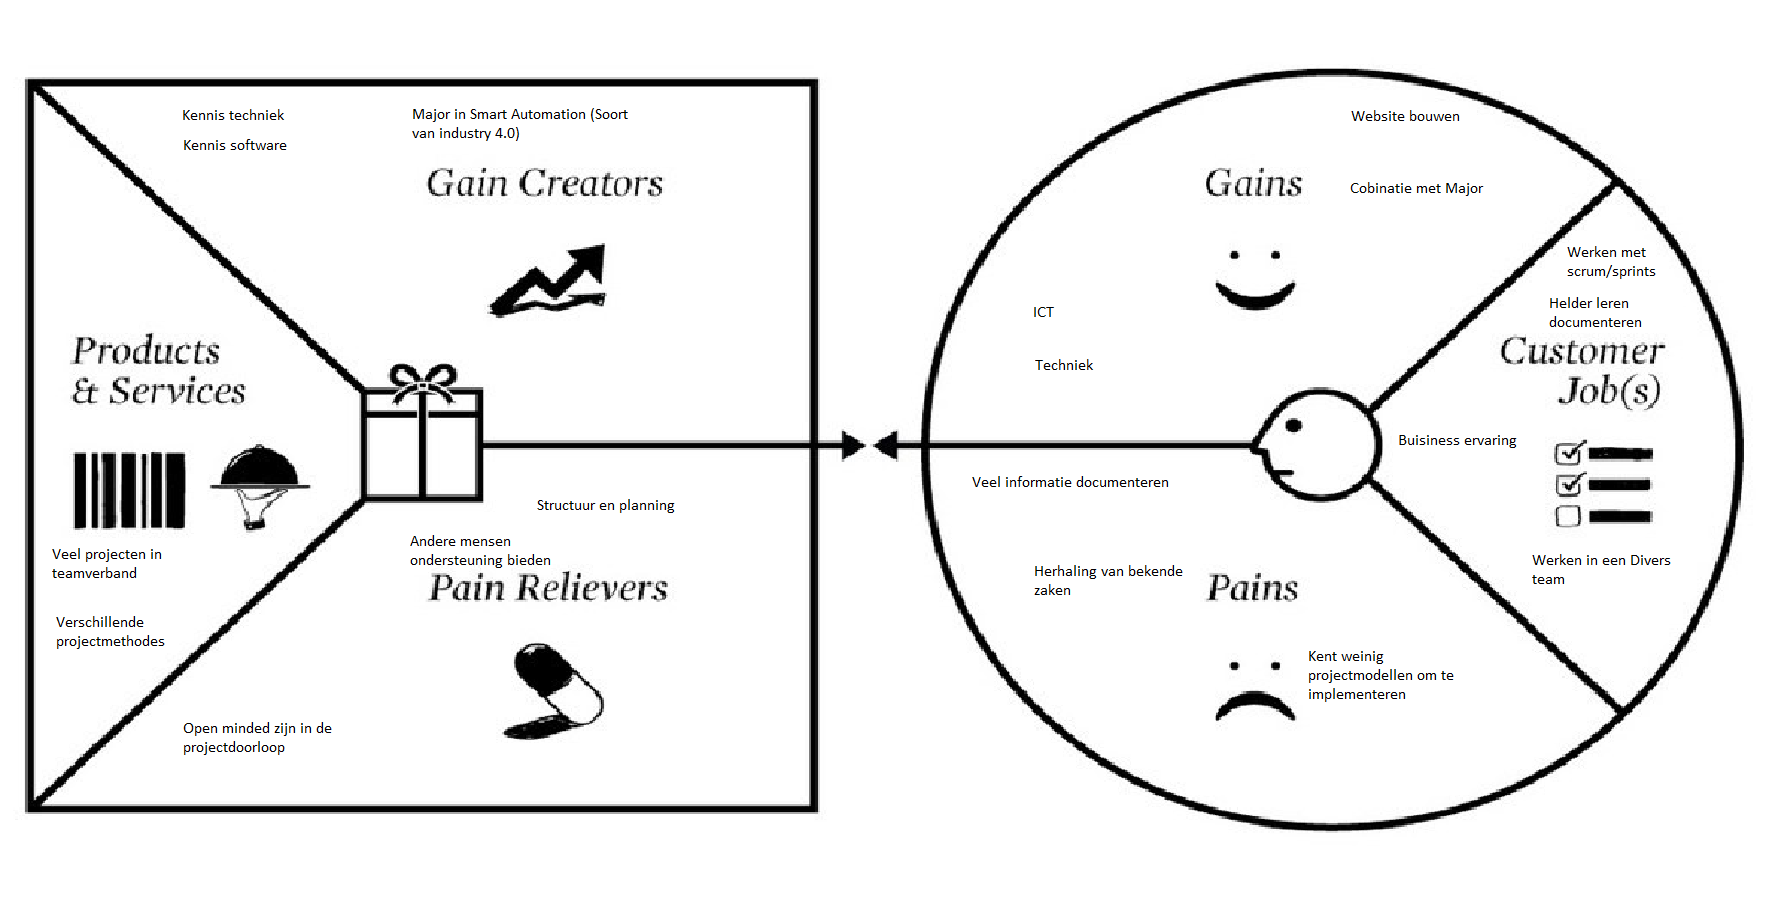 Kennis techniek
Kennis software
Major in Smart Automation (Soort
van industry 4.0)
Gain Creators
Products
& Services
Veel projecten in
teamverband
Verschillende
projectmethodes
Structuur en planning
Andere mensen
ondersteuning bieden
Pain Relievers
Open minded zijn in de
projectdoorloop
Website bouwen
Gains
Cobinatie met Major
ICT
Techniek
Werken met
scrum/sprints
Helder leren
documenteren
Customer
Job(s)
Buisiness ervaring
Werken in een Divers
team
Veel informatie documenteren
Herhaling van bekende
zaken
Pains
Kent weinig
projectmodellen om te
implementeren